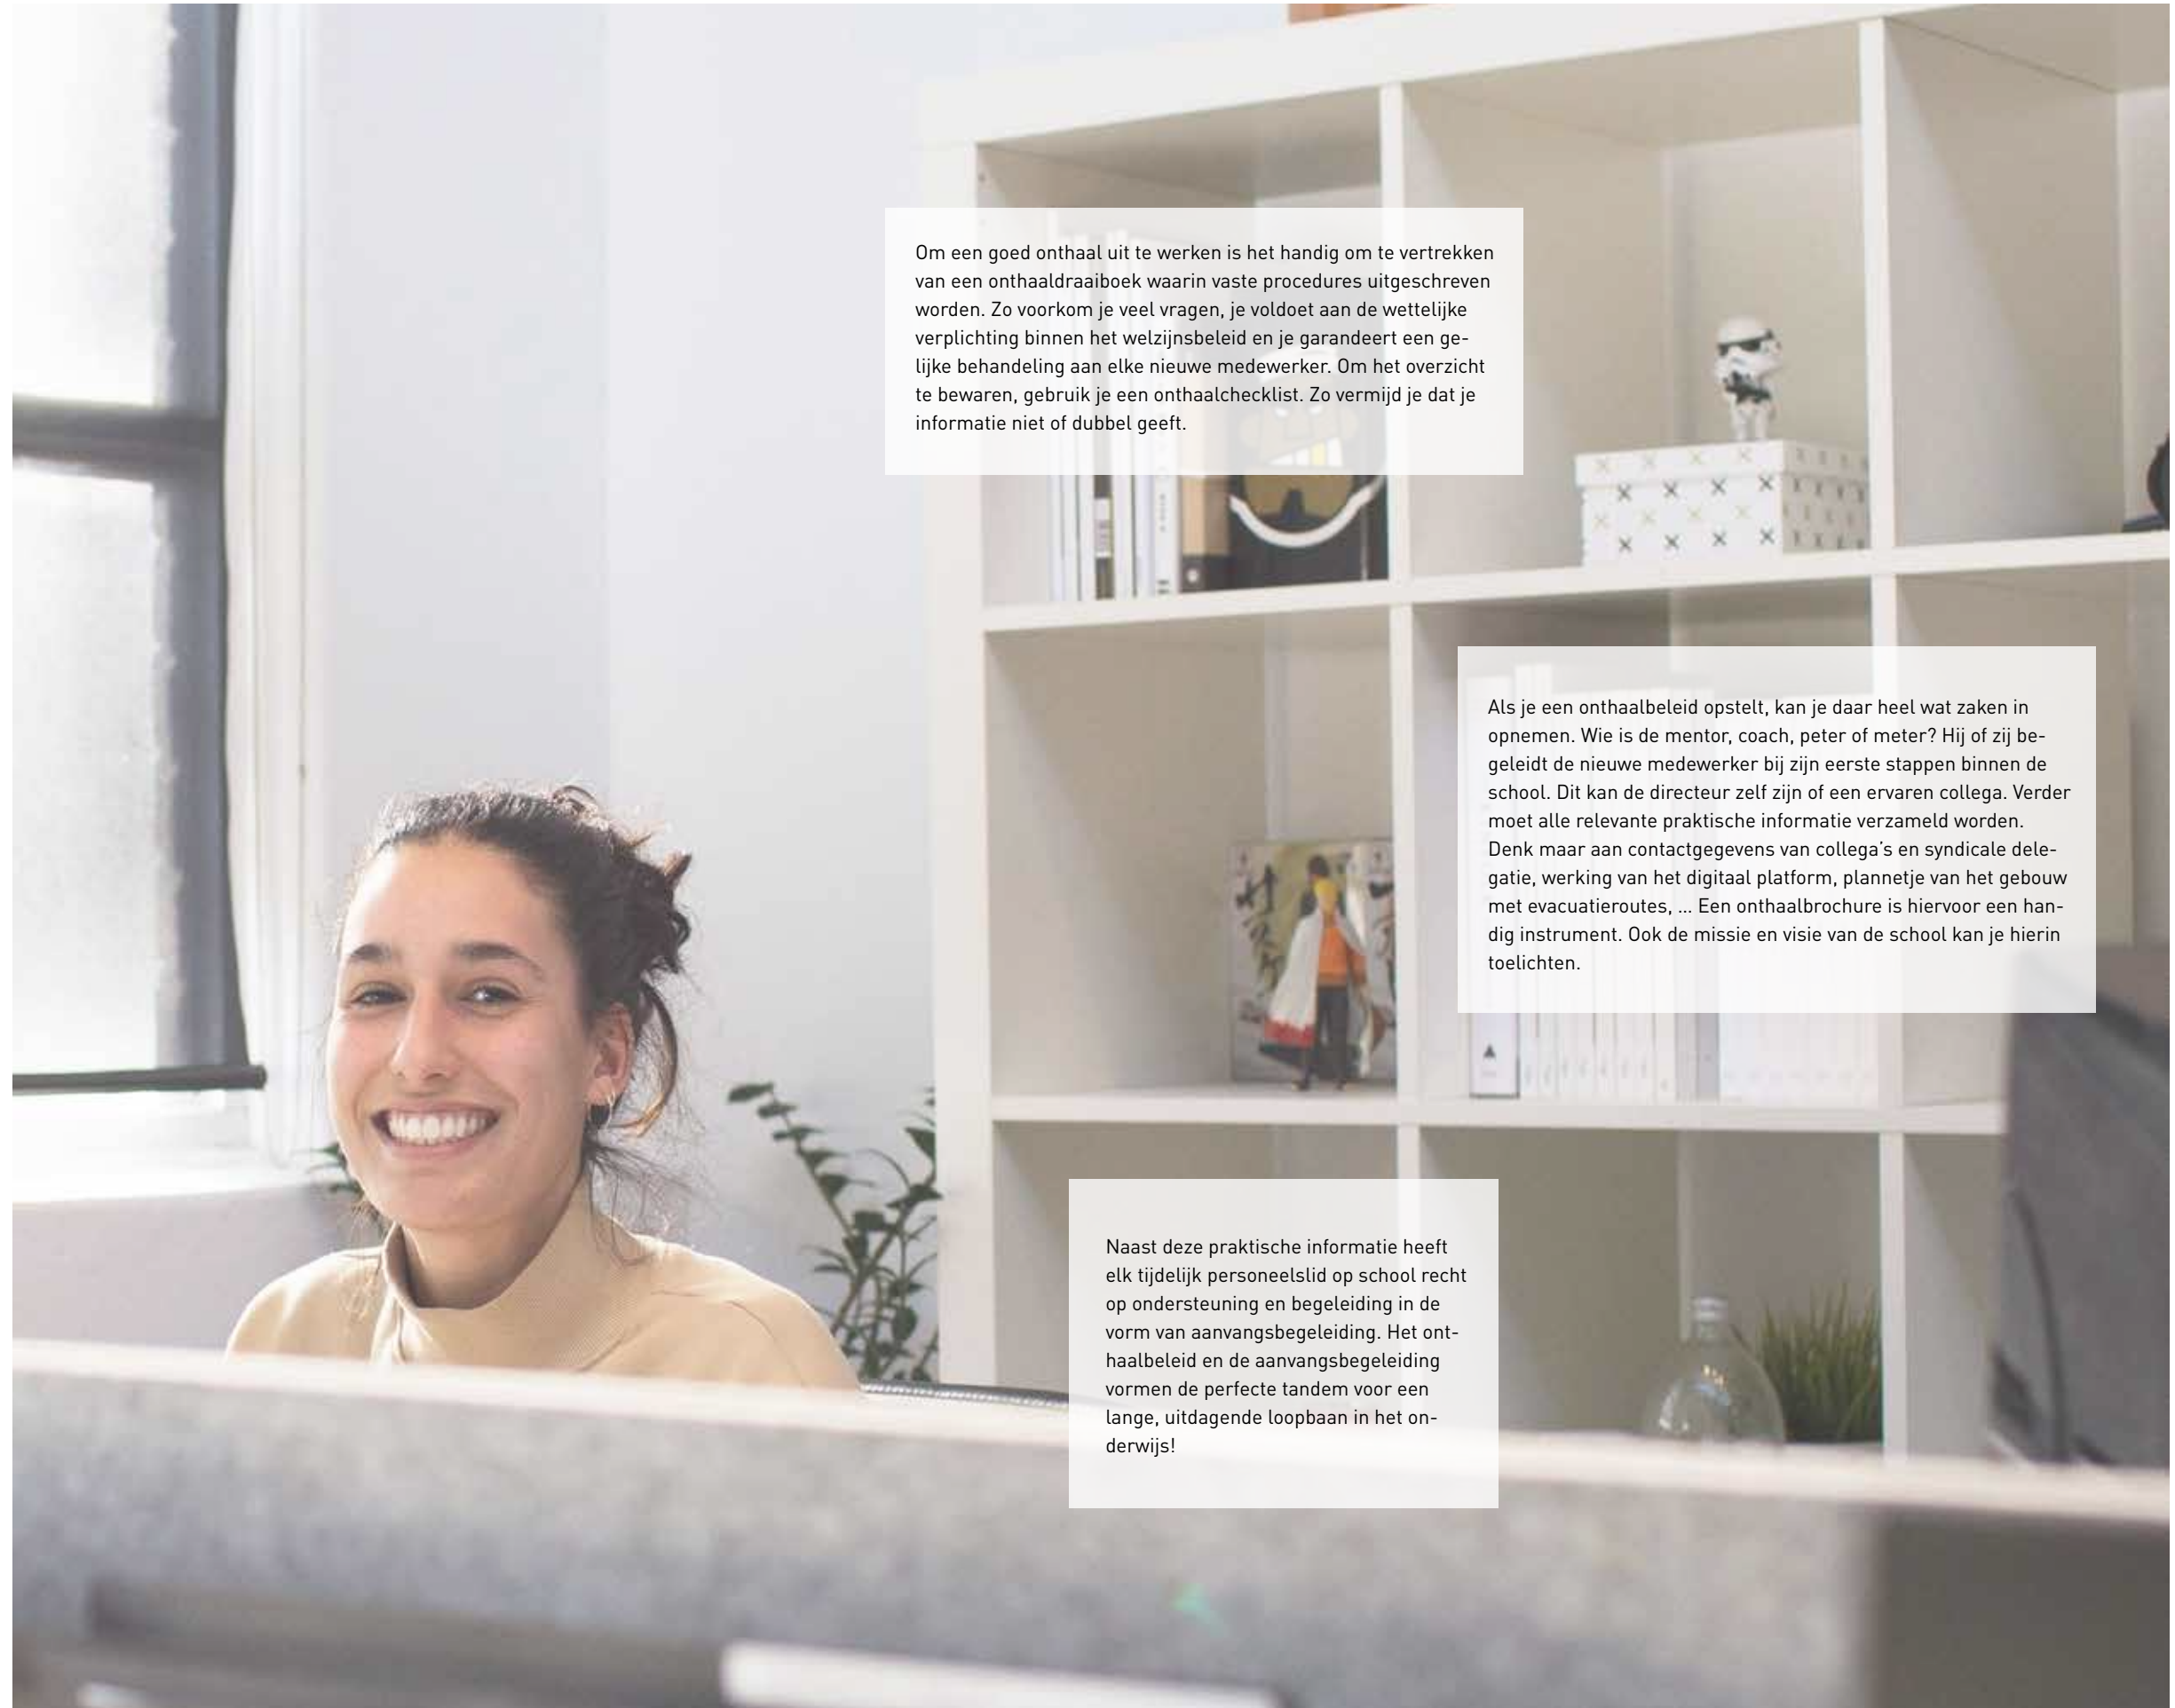 Om een goed onthaal uit te werken is het handig om te vertrekken
van een onthaaldraaiboek waarin vaste procedures uitgeschreven
worden. Zo voorkom je veel vragen, je voldoet aan de wettelijke
verplichting binnen het welzijnsbeleid en je garandeert een ge-
lijke behandeling aan elke nieuwe medewerker. Om het overzicht
te bewaren, gebruik je een onthaalchecklist. Zo vermijd je dat je
informatie niet of dubbel geeft.
Als je een onthaalbeleid opstelt, kan je daar heel wat zaken in
opnemen. Wie is de mentor, coach, peter of meter? Hij of zij be-
geleidt de nieuwe medewerker bij zijn eerste stappen binnen de
school. Dit kan de directeur zelf zijn of een ervaren collega. Verder
moet alle relevante praktische informatie verzameld worden.
Denk maar aan contactgegevens van collega's en syndicale dele-
gatie, werking van het digitaal platform, plannetje van het gebouw
met evacuatieroutes, ... Een onthaalbrochure is hiervoor een han-
dig instrument. Ook de missie en visie van de school kan je hierin
toelichten.
Naast deze praktische informatie heeft
elk tijdelijk personeelslid op school recht
op ondersteuning en begeleiding in de
vorm van aanvangsbegeleiding. Het ont-
haalbeleid en de aanvangsbegeleiding
vormen de perfecte tandem voor een
lange, uitdagende loopbaan in het on-
derwijs!